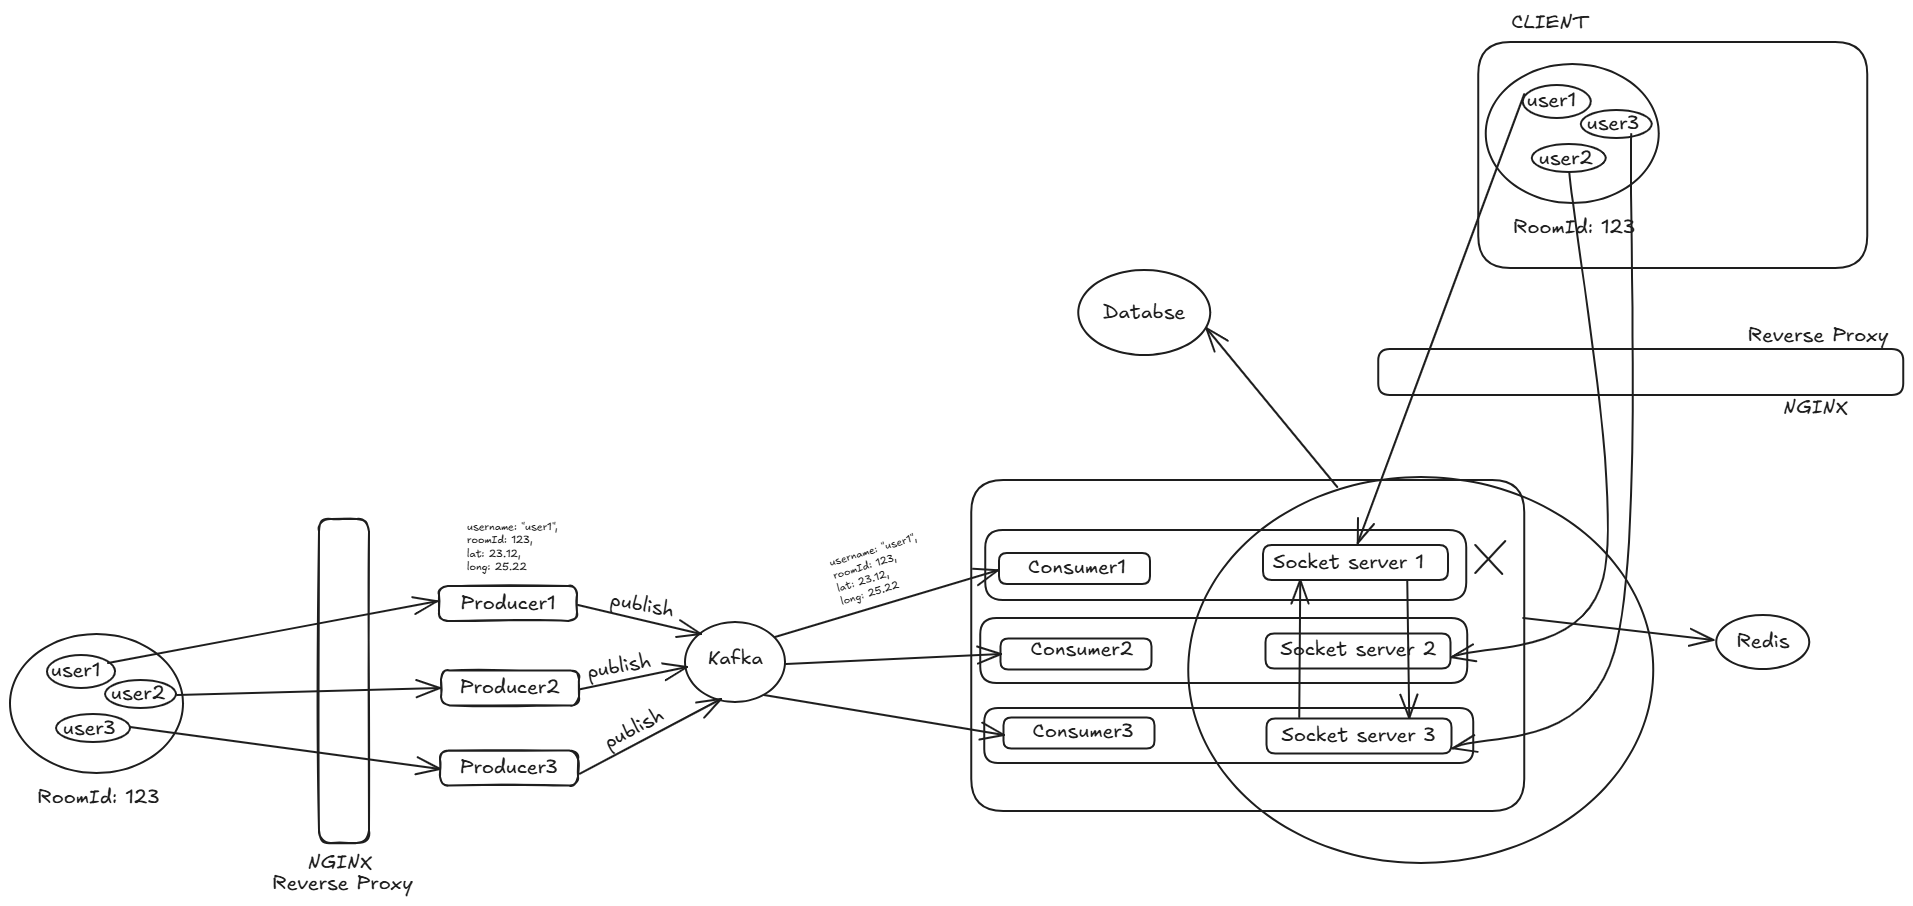 CLIENT
user1
user3
user2
RoomId: 123
Databse
Reverse Proxy
NGINX
username: "user1",
roomId: 123,
lat: 23.12,
long: 25.22
username: "user1",
roomId: 123,
lat: 23.12,
long: 25.22
Consumer1
Socket server 1
Producer1
publish
user1
user2
user3
RoomId: 123
Producer2
publish
Kafka
Consumer2
Socket server 2
Redis
Producer3
publish
Consumer3
Socket server 3
NGINX
Reverse Proxy